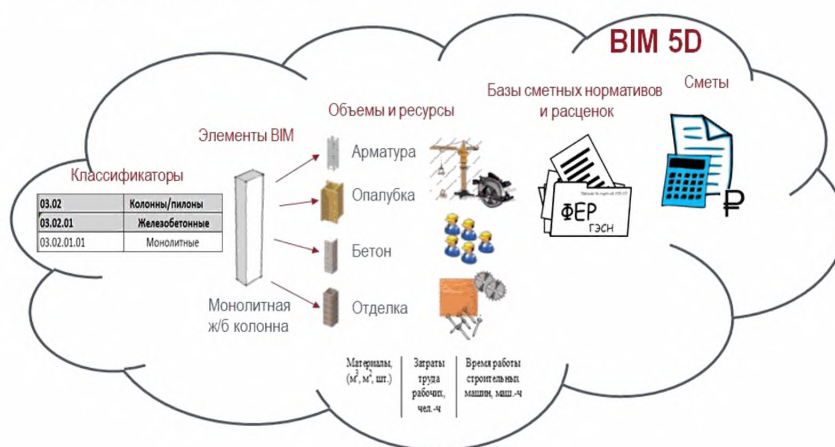 BIM 5D
Сметы
Базы сметных нормативов
и расценок
Объемы и ресурсы
Элементы BIM
Классификаторы
03.02 Колонны/пилоны
03.02.01 Железобетонные
03.02.01.01 Монолитные
Арматура
Опалубка
Бетон
Отделка
Монолитная
ж/б колонна
ФЕР
ГЭСН
₽
Материалы,
(м³, м², шт.)
Затраты
труда
рабочих,
чел.-ч
Время работы
строительных
машин, маш.-ч